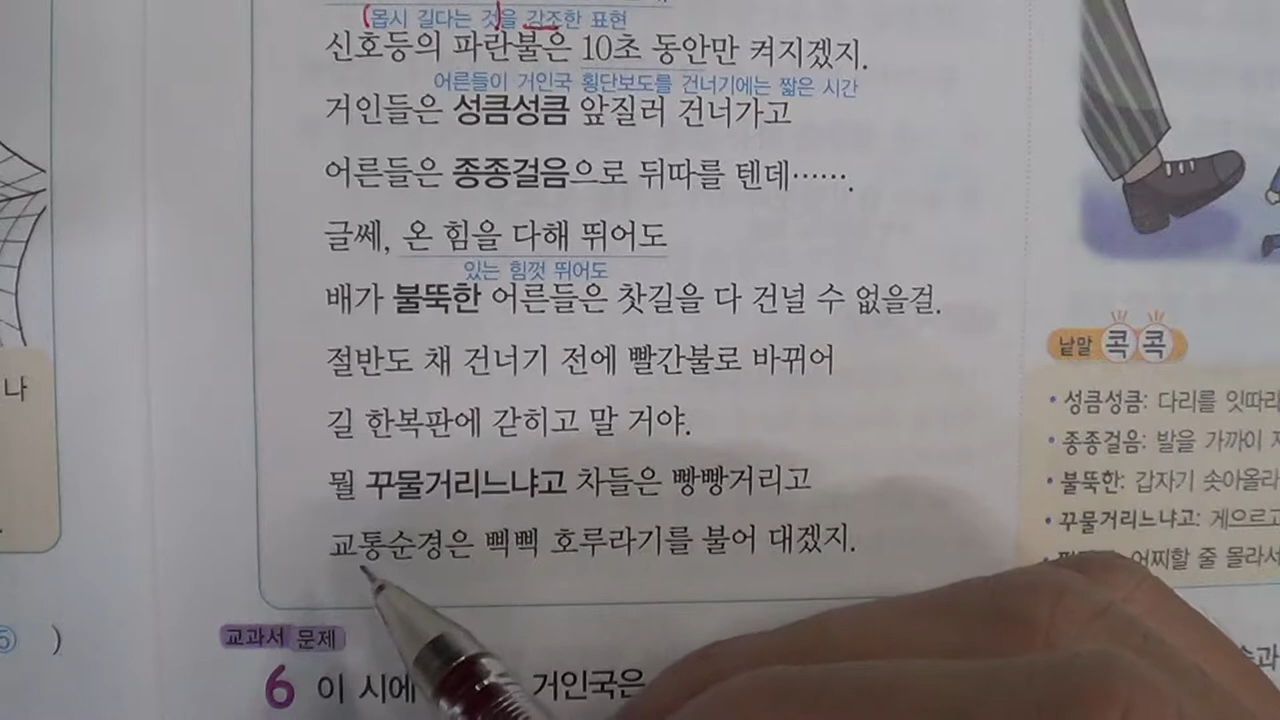 (몹시 길다는 것)을 강조한 표현
신호등의 파란불은 10초 동안만 켜지겠지.
어른들이 거인국 횡단보도를 건너기에는 짧은 시간
거인들은 성큼성큼 앞질러 건너가고
어른들은 종종걸음으로 뒤따를 텐데…….
글쎄, 온 힘을 다해 뛰어도
있는 힘껏 뛰어도
배가 불뚝한 어른들은 찻길을 다 건널 수 없을걸.
절반도 채 건너기 전에 빨간불로 바뀌어
길 한복판에 갇히고 말 거야.
뭘 꾸물거리느냐고 차들은 빵빵거리고
교통순경은 삑삑 호루라기를 불어 대겠지.
나
⑤ )
교과서 문제
6 이 시에 거인국은
낱말 콕콕
• 성큼성큼: 다리를 잇따라
• 종종걸음: 발을 가까이
• 불뚝한: 갑자기 솟아올라
• 꾸물거리느냐고: 게으르고
어찌할 줄 몰라서